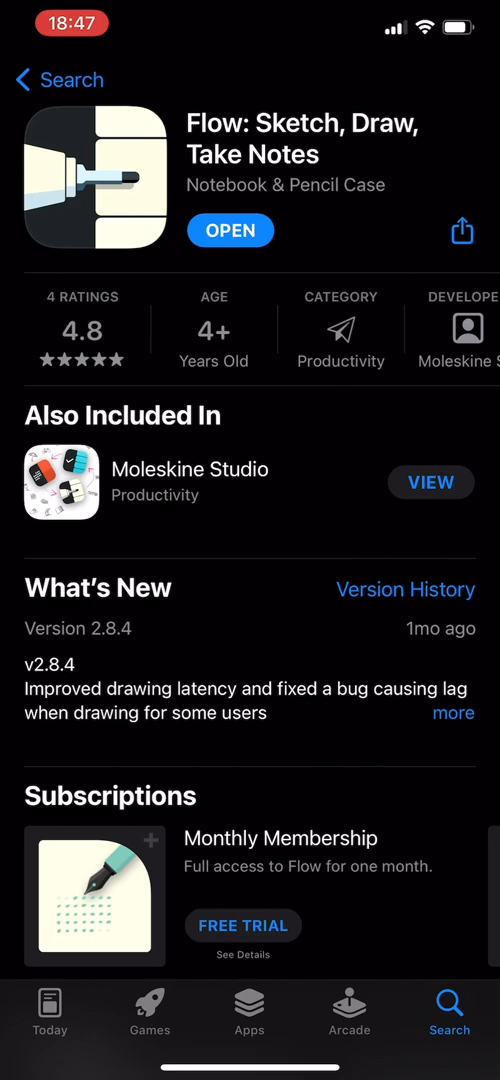 18:47
Search
Flow: Sketch, Draw,
Take Notes
Notebook & Pencil Case
OPEN
4 RATINGS
4.8
AGE
4+
Years Old
CATEGORY
Productivity
DEVELOPE
Moleskine S
Also Included In
Moleskine Studio
Productivity
VIEW
What's New
Version History
Version 2.8.4
1mo ago
v2.8.4
Improved drawing latency and fixed a bug causing lag
when drawing for some users
more
Subscriptions
Monthly Membership
Full access to Flow for one month.
FREE TRIAL
See Details
Today
Games
Apps
Arcade
Search